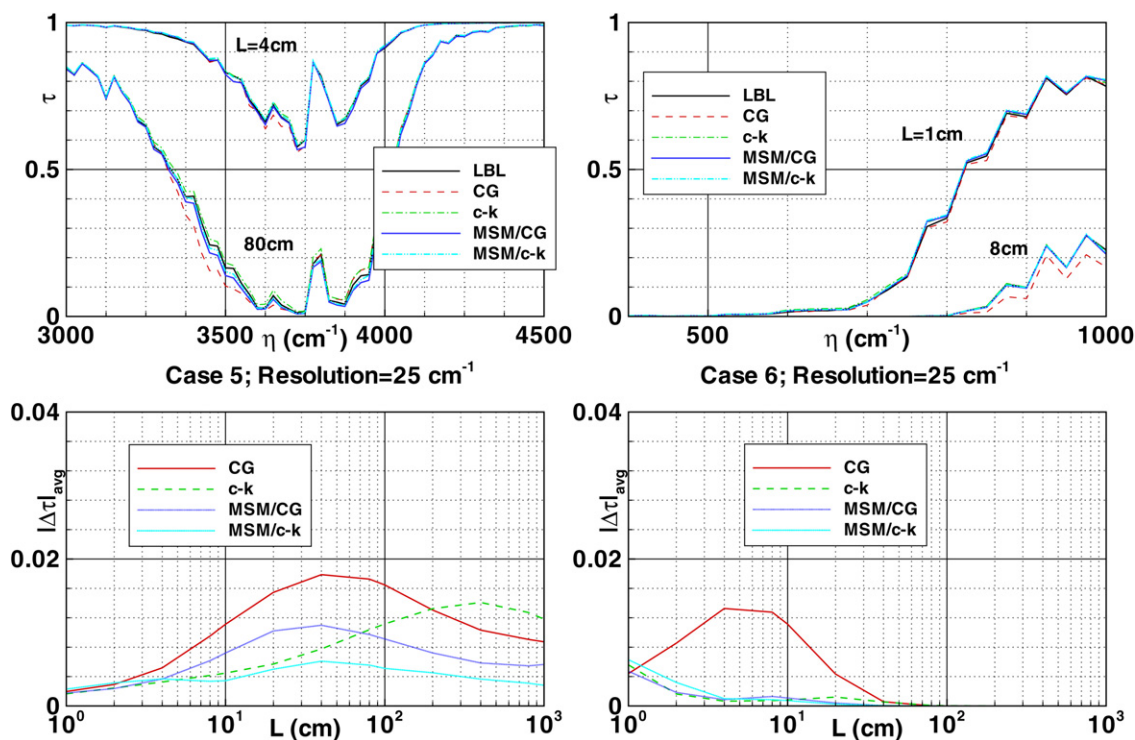 1
τ
0.5
0
L=4cm
80cm
LBL
CG
c-k
MSM/CG
MSM/c-k
3000
3500
4000
4500
η (cm⁻¹)
Case 5; Resolution=25 cm⁻¹
1
τ
0.5
0
LBL
CG
c-k
MSM/CG
MSM/c-k
L=1cm
8cm
500
1000
η (cm⁻¹)
Case 6; Resolution=25 cm⁻¹
0.04
|Δτ|avg
0.02
0
CG
c-k
MSM/CG
MSM/c-k
10⁰
10¹
10²
10³
L (cm)
0.04
|Δτ|avg
0.02
0
CG
c-k
MSM/CG
MSM/c-k
10⁰
10¹
10²
10³
L (cm)